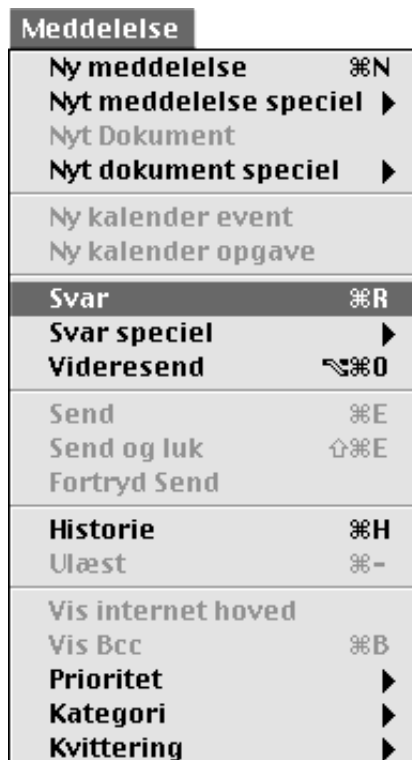 Meddelelse
Ny meddelelse ⌘N
Nyt meddelelse speciel ▶
Nyt Dokument
Nyt dokument speciel ▶
Ny kalender event
Ny kalender opgave
Svar ⌘R
Svar speciel ▶
Videresend ⌥⌘O
Send ⌘E
Send og luk ⇧⌘E
Fortryd Send
Historie ⌘H
Ulæst ⌘-
Vis internet hoved
Vis Bcc ⌘B
Prioritet ▶
Kategori ▶
Kvittering ▶